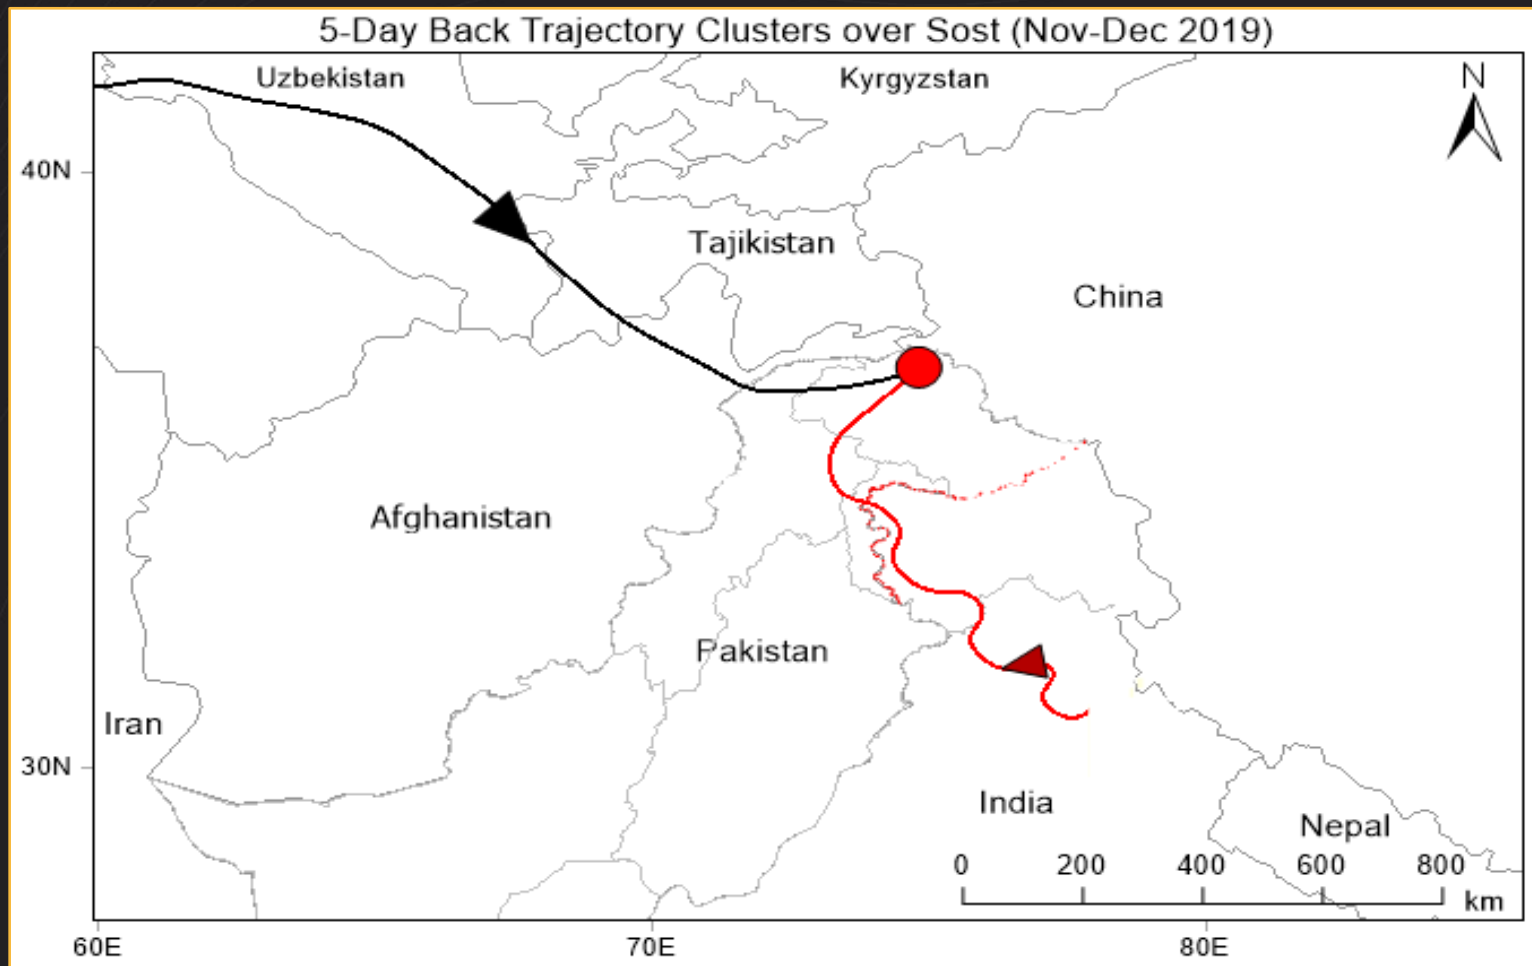 5-Day Back Trajectory Clusters over Sost (Nov-Dec 2019)
Uzbekistan
Kyrgyzstan
N
40N
Tajikistan
China
Afghanistan
Pakistan
Iran
30N
India
Nepal
0 200 400 600 800
km
60E 70E 80E